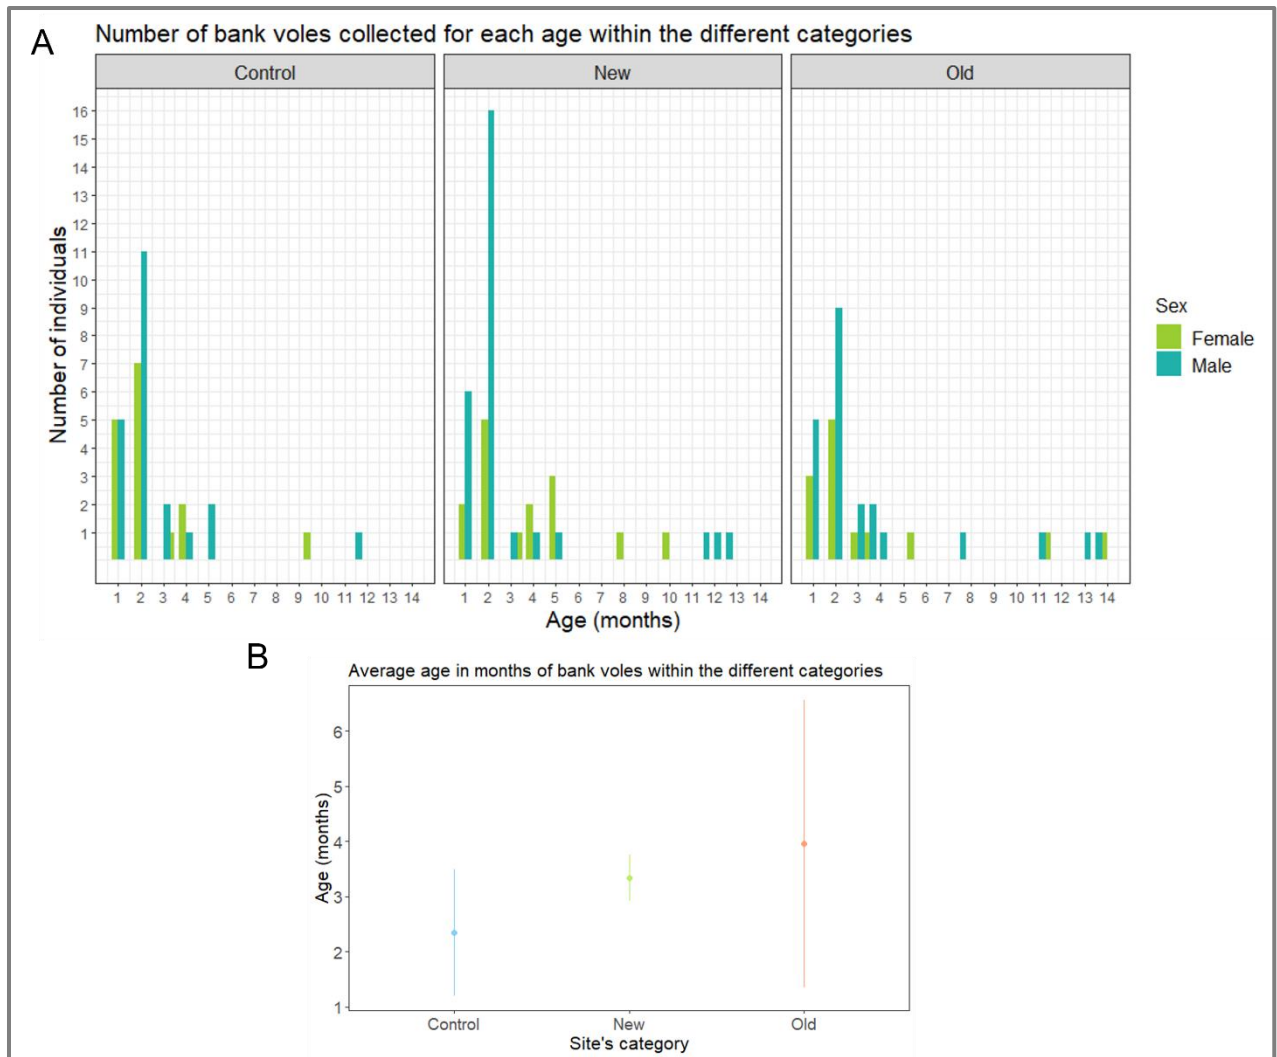 A
Number of bank voles collected for each age within the different categories
Control New Old
16
15
14
13
12
11
10
9
8
7
6
5
4
3
2
1
Number of individuals
1 2 3 4 5 6 7 8 9 10 11 12 13 14 1 2 3 4 5 6 7 8 9 10 11 12 13 14 1 2 3 4 5 6 7 8 9 10 11 12 13 14
Age (months)
Sex
Female
Male
B
Average age in months of bank voles within the different categories
6
5
4
3
2
1
Age (months)
Control New Old
Site's category